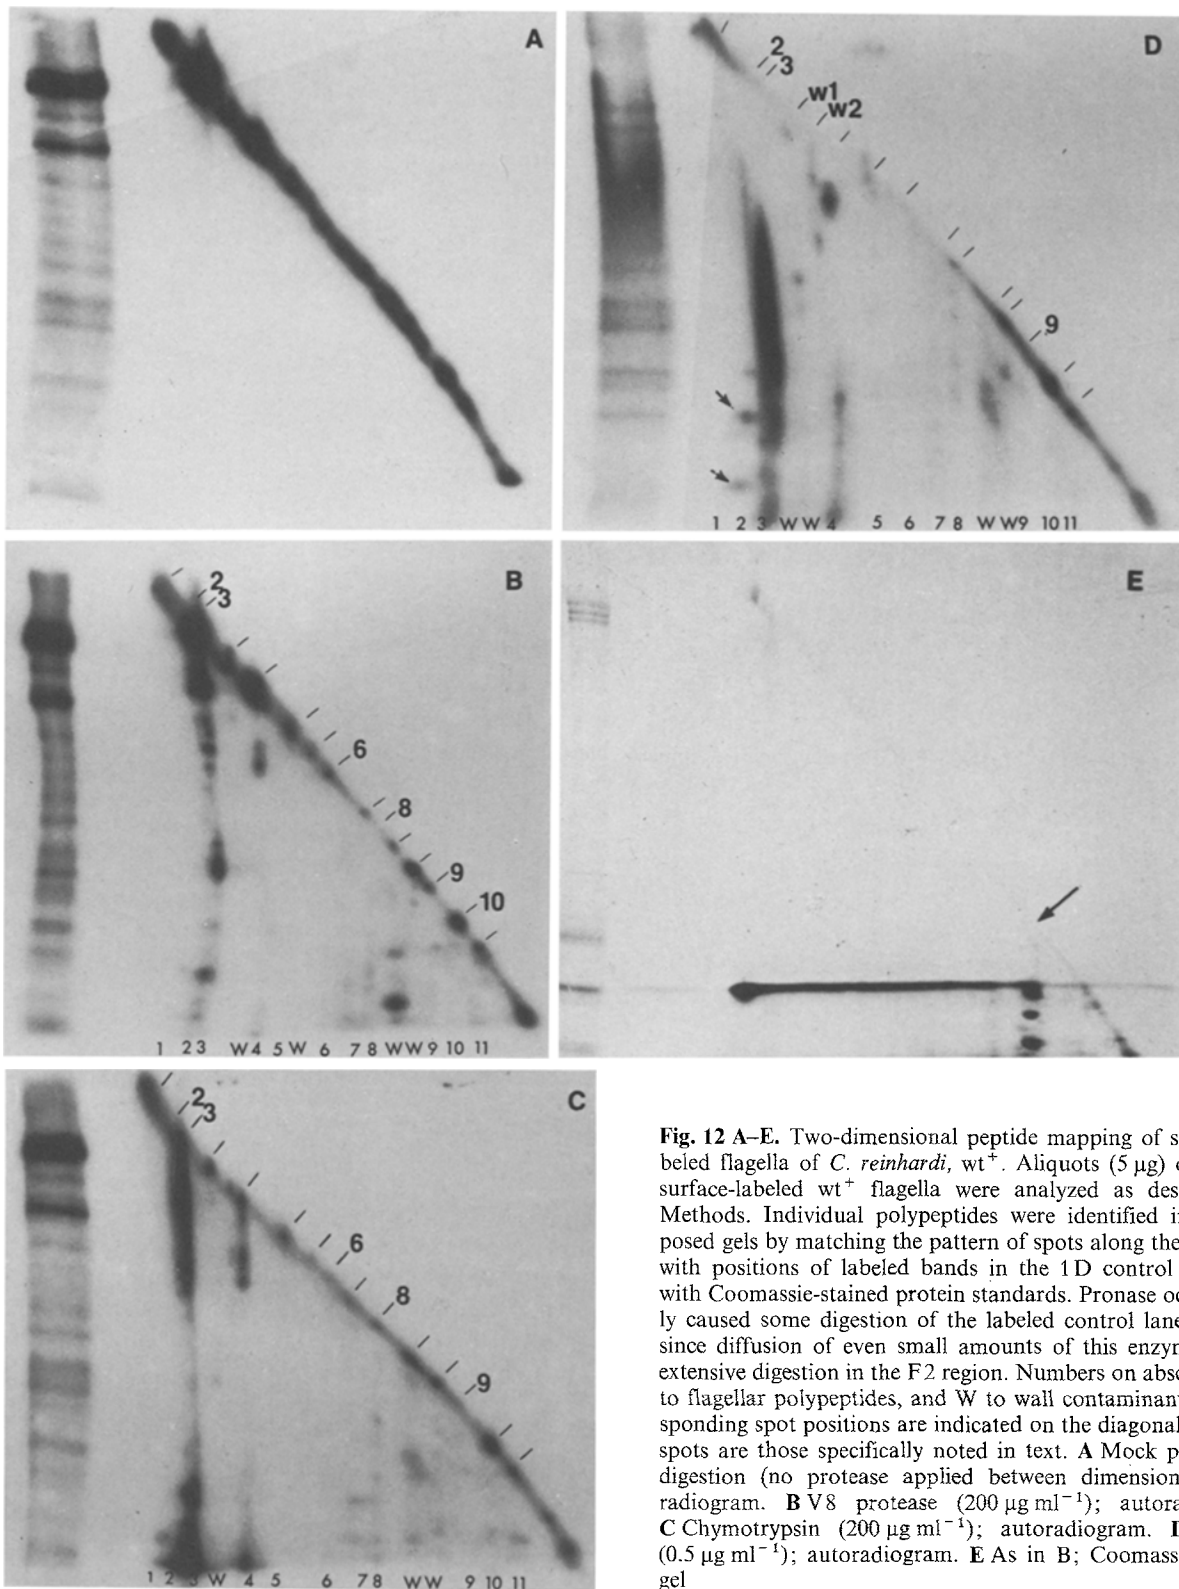 A
D
2
3
w1
w2
9
1 2 3 W W 4 5 6 7 8 W W 9 10 11
B
2
3
6
8
9
10
1 2 3 W 4 5 W 6 7 8 W W 9 10 11
E
C
2
3
6
8
9
1 2 3 W 4 5 6 7 8 W W 9 10 11
Fig. 12 A–E. Two-dimensional peptide mapping of s
beled flagella of C. reinhardi, wt⁺. Aliquots (5 µg)
surface-labeled wt⁺ flagella were analyzed as des
Methods. Individual polypeptides were identified i
posed gels by matching the pattern of spots along the
with positions of labeled bands in the 1D control
with Coomassie-stained protein standards. Pronase oc
ly caused some digestion of the labeled control lane
since diffusion of even small amounts of this enzym
extensive digestion in the F2 region. Numbers on absc
to flagellar polypeptides, and W to wall contaminant
sponding spot positions are indicated on the diagonal
spots are those specifically noted in text. A Mock p
digestion (no protease applied between dimension
radiogram. B V8 protease (200 µg ml⁻¹); autora
C Chymotrypsin (200 µg ml⁻¹); autoradiogram.
(0.5 µg ml⁻¹); autoradiogram. E As in B; Coomass
gel